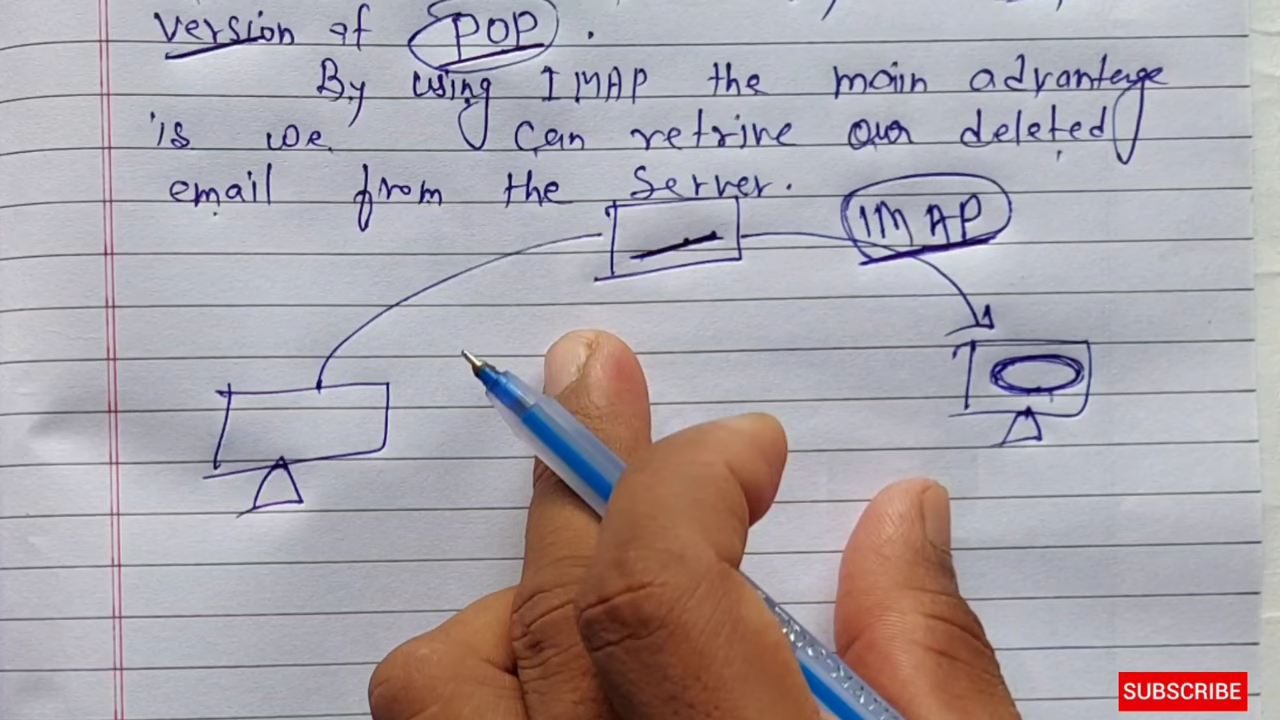 version of POP .
By using IMAP the main advantage
is we can retrive our deleted
email from the server.
IMAP
SUBSCRIBE